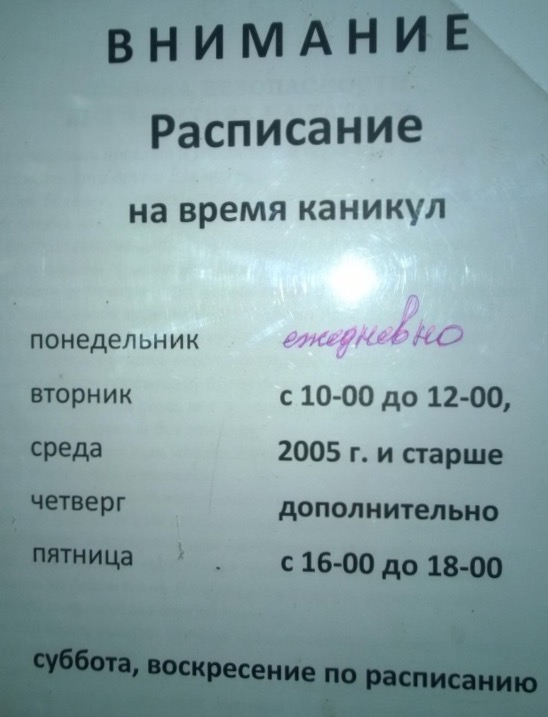 ВНИМАНИЕ
Расписание
на время каникул
понедельник ежедневно
вторник с 10-00 до 12-00,
среда 2005 г. и старше
четверг дополнительно
пятница с 16-00 до 18-00
суббота, воскресение по расписанию